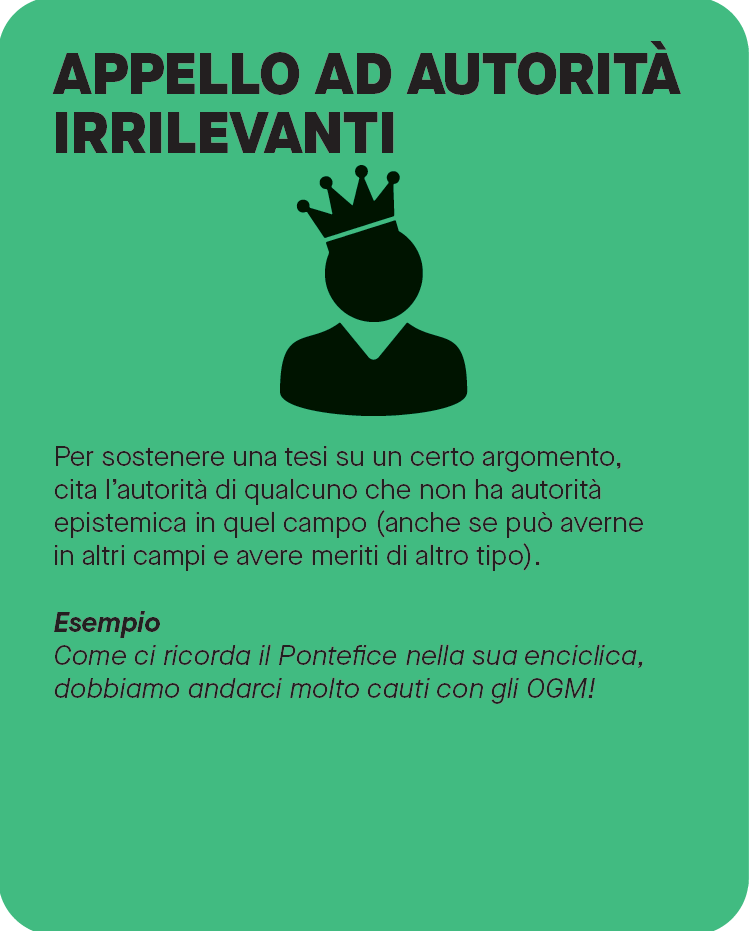 APPELLO AD AUTORITÀ
IRRILEVANTI
Per sostenere una tesi su un certo argomento,
cita l’autorità di qualcuno che non ha autorità
epistemica in quel campo (anche se può averne
in altri campi e avere meriti di altro tipo).
Esempio
Come ci ricorda il Pontefice nella sua enciclica,
dobbiamo andarci molto cauti con gli OGM!